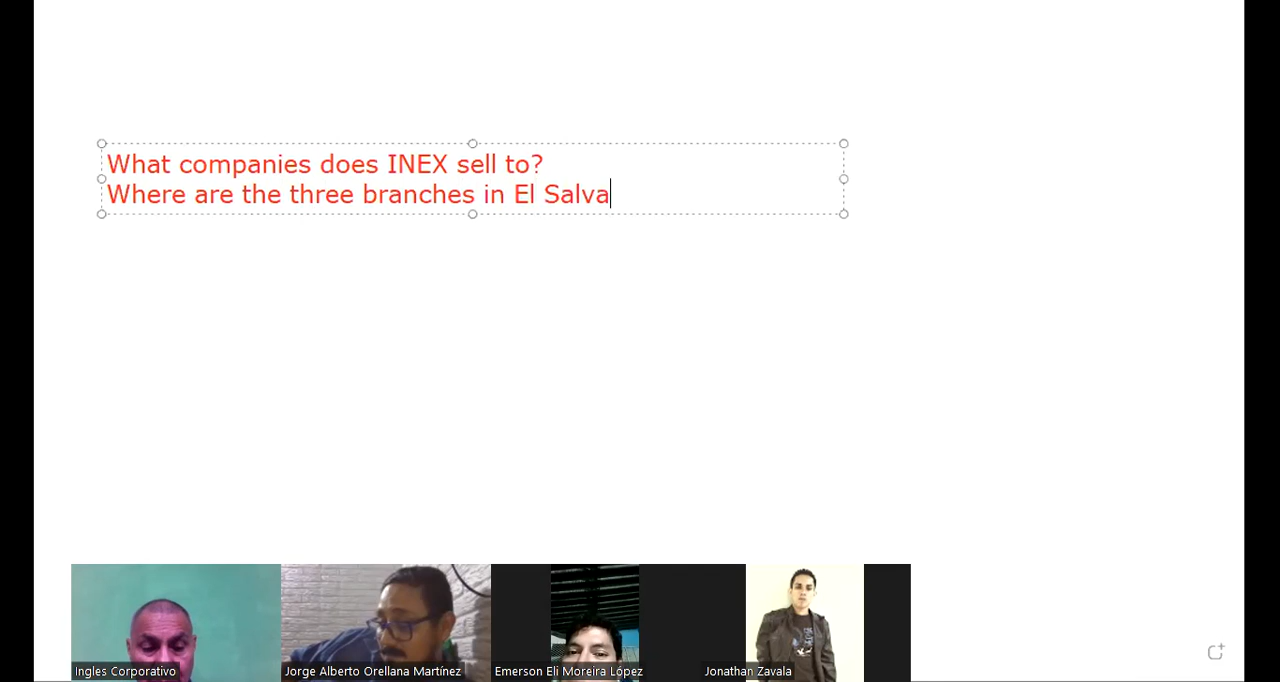 What companies does INEX sell to?
Where are the three branches in El Salva
Ingles Corporativo
Jorge Alberto Orellana Martínez
Emerson Eli Moreira López
Jonathan Zavala